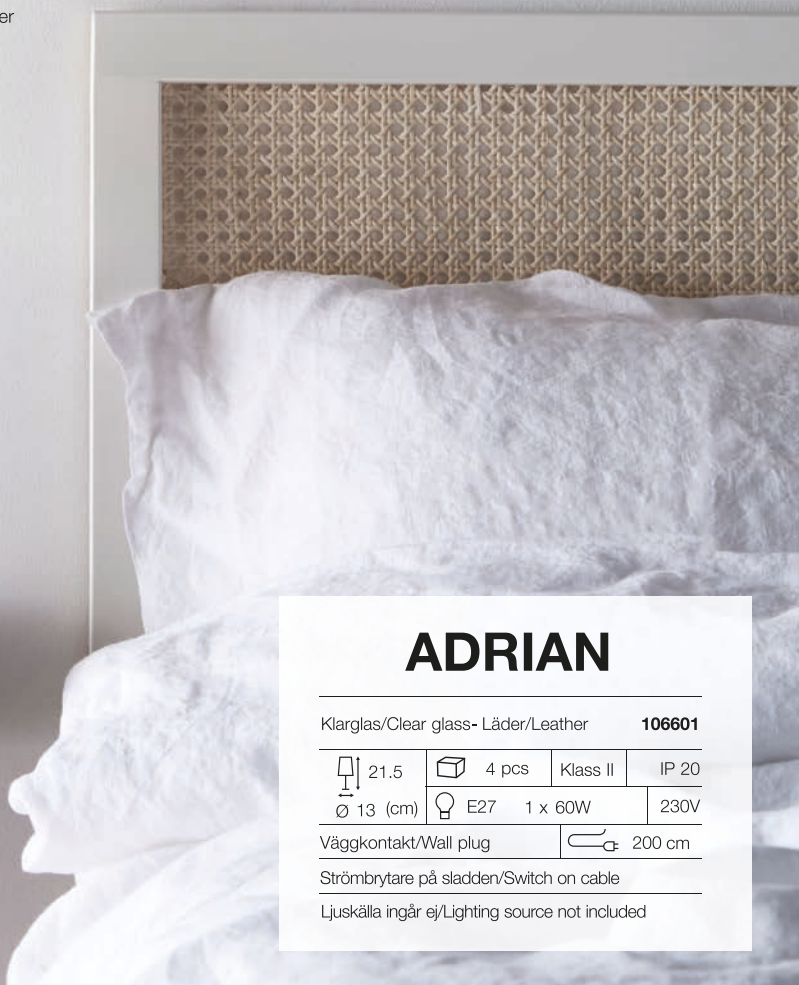 er
ADRIAN
Klarglas/Clear glass- Läder/Leather 106601
21.5 4 pcs Klass II IP 20
Ø 13 (cm) E27 1 x 60W 230V
Väggkontakt/Wall plug 200 cm
Strömbrytare på sladden/Switch on cable
Ljuskälla ingår ej/Lighting source not included